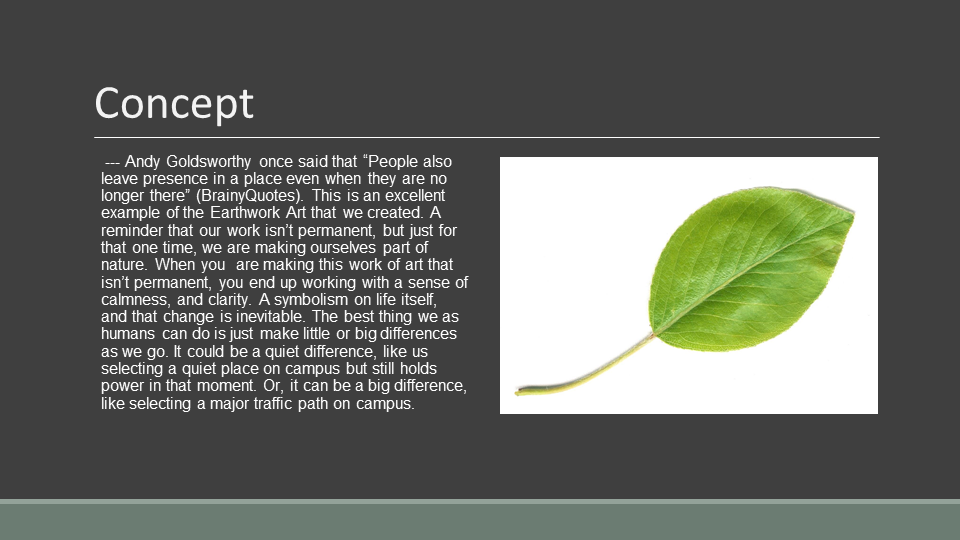 Concept
--- Andy Goldsworthy once said that “People also
leave presence in a place even when they are no
longer there” (BrainyQuotes). This is an excellent
example of the Earthwork Art that we created. A
reminder that our work isn’t permanent, but just for
that one time, we are making ourselves part of
nature. When you  are making this work of art that
isn’t permanent, you end up working with a sense of
calmness, and clarity. A symbolism on life itself,
and that change is inevitable. The best thing we as
humans can do is just make little or big differences
as we go. It could be a quiet difference, like us
selecting a quiet place on campus but still holds
power in that moment. Or, it can be a big difference,
like selecting a major traffic path on campus.